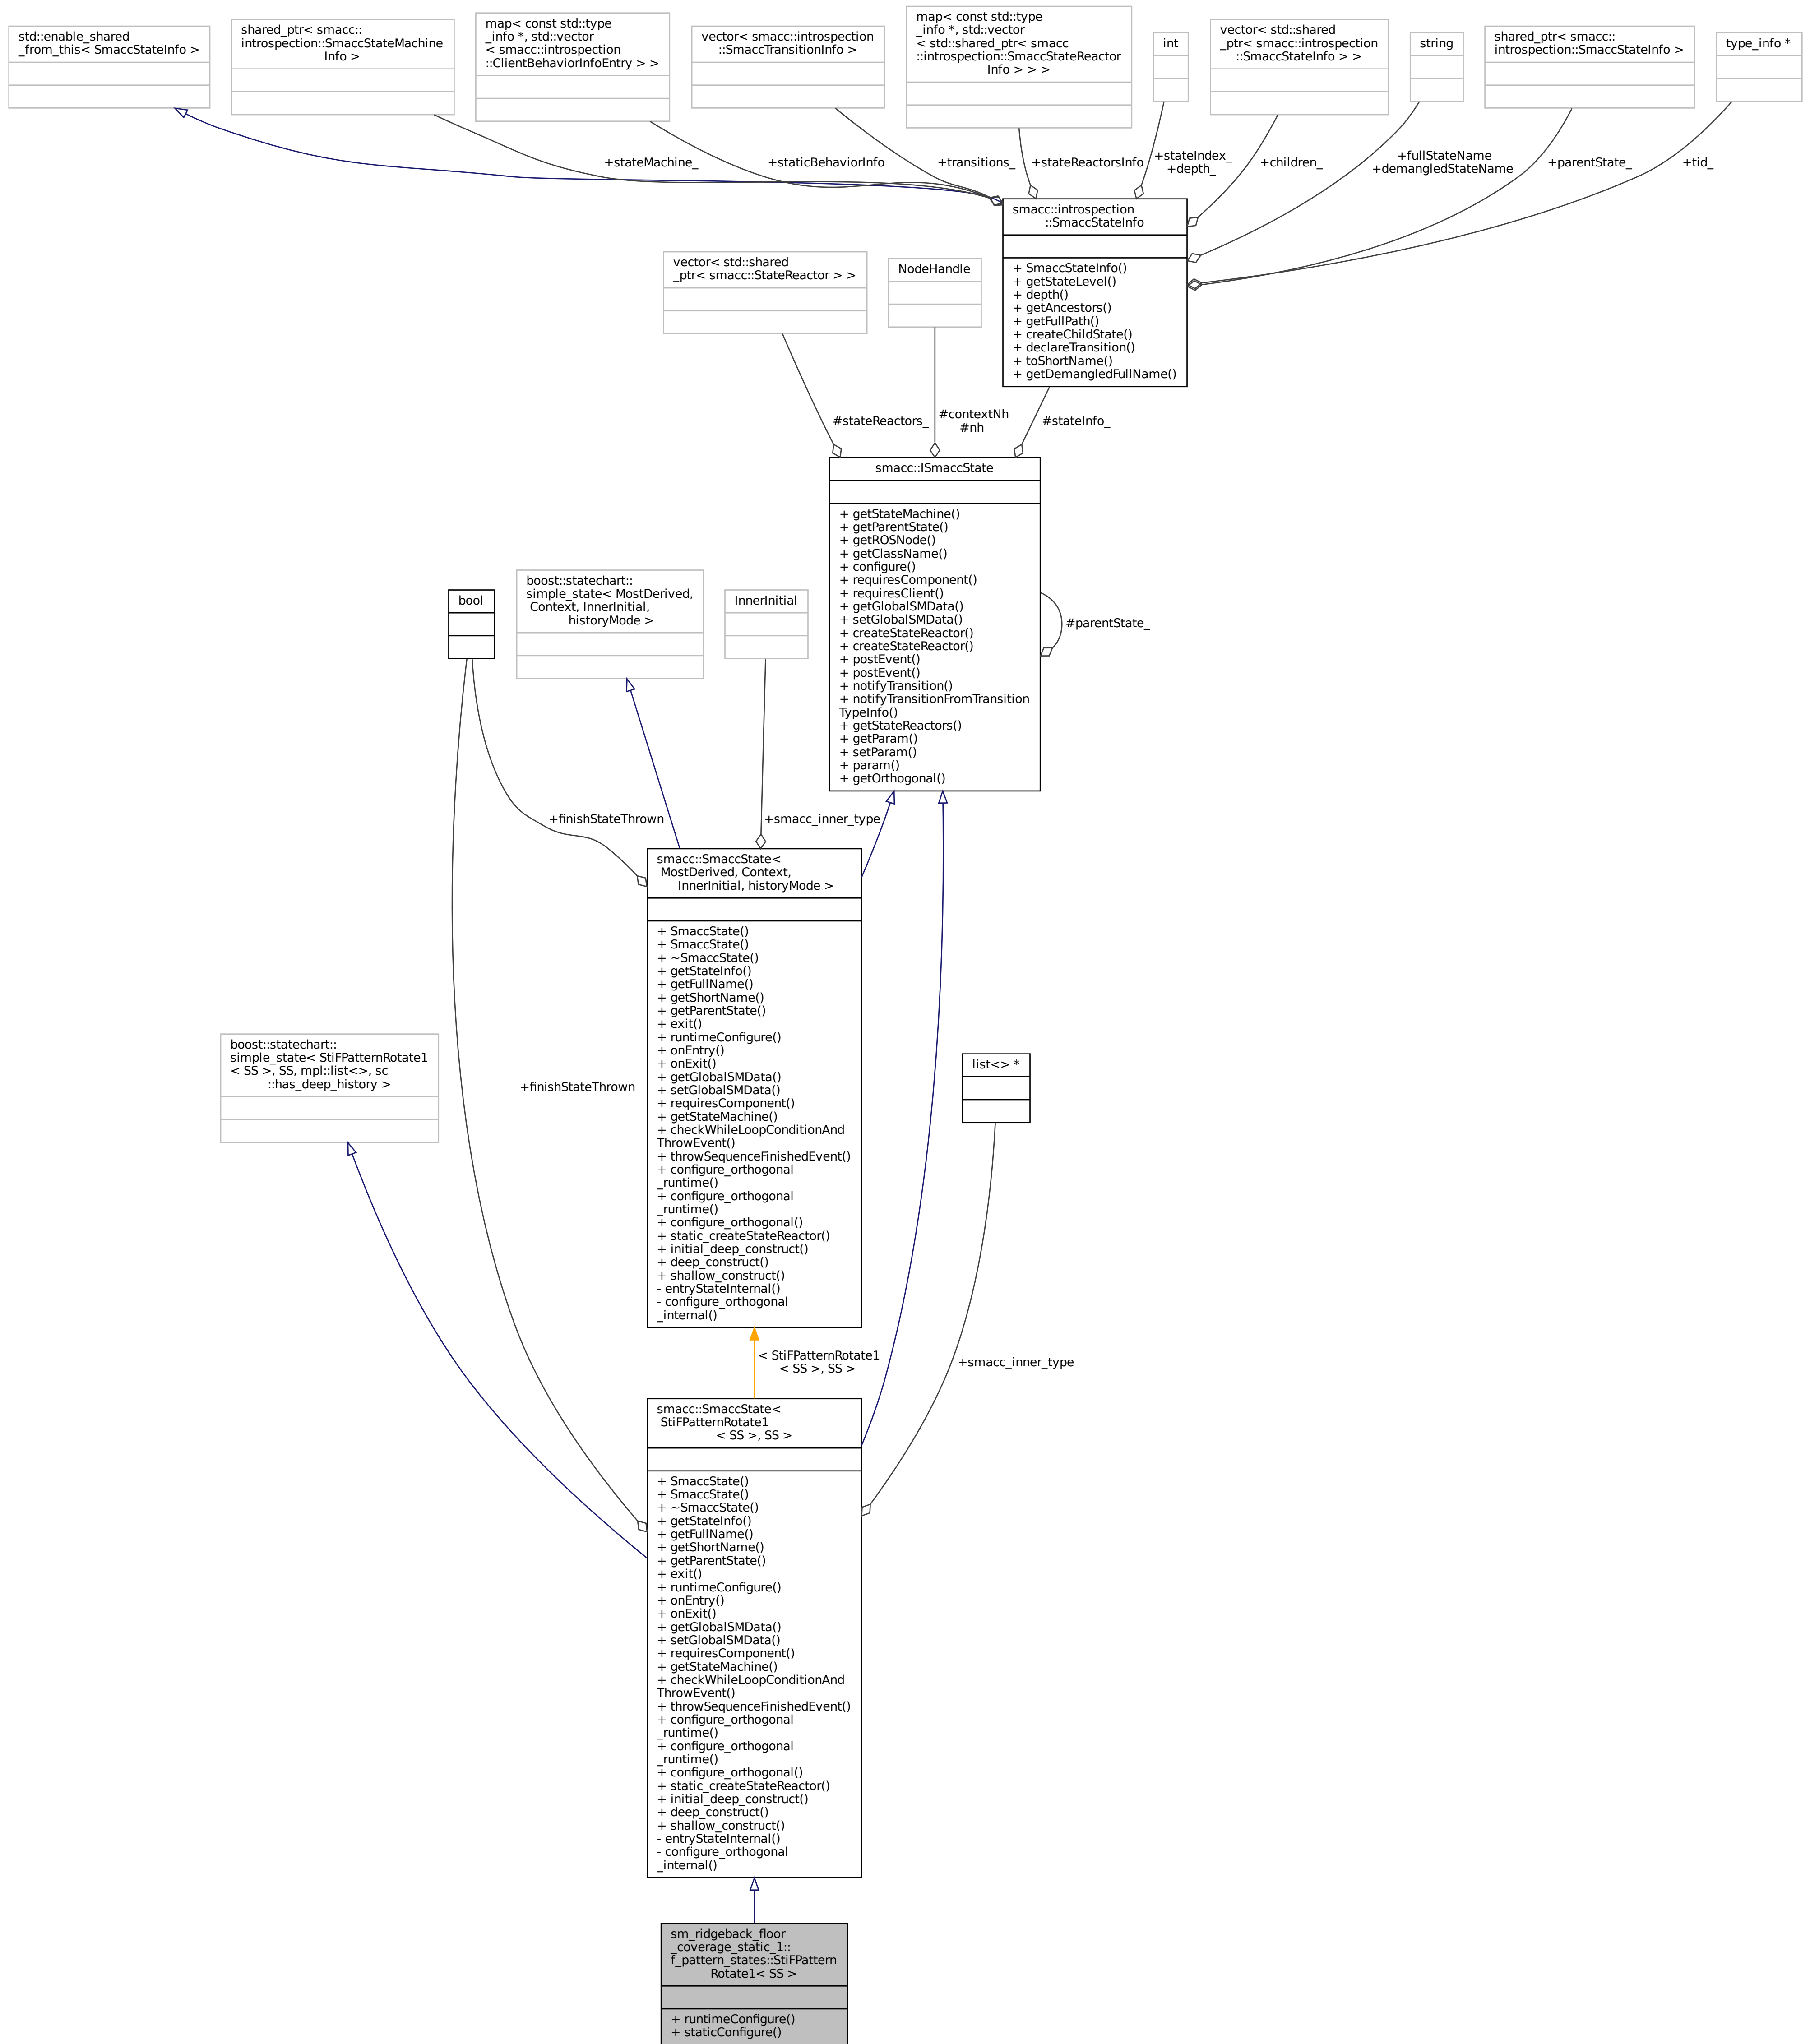 std::enable_shared
_from_this< SmaccStateInfo >
shared_ptr< smacc::
introspection::SmaccStateMachine
Info >
map< const std::type
_info *, std::vector
< smacc::introspection
::ClientBehaviorInfoEntry > >
vector< smacc::introspection
::SmaccTransitionInfo >
map< const std::type
_info *, std::vector
< std::shared_ptr< smacc
::introspection::SmaccStateReactor
Info > > >
int
vector< std::shared
_ptr< smacc::introspection
::SmaccStateInfo > >
string
shared_ptr< smacc::
introspection::SmaccStateInfo >
type_info *
+stateMachine_
+staticBehaviorInfo
+transitions_
+stateReactorsInfo
+stateIndex_
+depth_
+children_
+fullStateName
+demangledStateName
+parentState_
+tid_
smacc::introspection
::SmaccStateInfo
+ SmaccStateInfo()
+ getStateLevel()
+ depth()
+ getAncestors()
+ getFullPath()
+ createChildState()
+ declareTransition()
+ toShortName()
+ getDemangledFullName()
vector< std::shared
_ptr< smacc::StateReactor > >
NodeHandle
#stateReactors_
#contextNh
#nh
#stateInfo_
smacc::ISmaccState
+ getStateMachine()
+ getParentState()
+ getROSNode()
+ getClassName()
+ configure()
+ requiresComponent()
+ requiresClient()
+ getGlobalSMData()
+ setGlobalSMData()
+ createStateReactor()
+ createStateReactor()
+ postEvent()
+ postEvent()
+ notifyTransition()
+ notifyTransitionFromTransition
TypeInfo()
+ getStateReactors()
+ getParam()
+ setParam()
+ param()
+ getOrthogonal()
#parentState_
bool
boost::statechart::
simple_state< MostDerived,
Context, InnerInitial,
historyMode >
InnerInitial
+finishStateThrown
+smacc_inner_type
smacc::SmaccState<
MostDerived, Context,
InnerInitial, historyMode >
+ SmaccState()
+ SmaccState()
+ ~SmaccState()
+ getStateInfo()
+ getFullName()
+ getShortName()
+ getParentState()
+ exit()
+ runtimeConfigure()
+ onEntry()
+ onExit()
+ getGlobalSMData()
+ setGlobalSMData()
+ requiresComponent()
+ getStateMachine()
+ checkWhileLoopConditionAnd
ThrowEvent()
+ throwSequenceFinishedEvent()
+ configure_orthogonal
_runtime()
+ configure_orthogonal
_runtime()
+ configure_orthogonal()
+ static_createStateReactor()
+ initial_deep_construct()
+ deep_construct()
+ shallow_construct()
- entryStateInternal()
- configure_orthogonal
_internal()
boost::statechart::
simple_state< StiFPatternRotate1
< SS >, SS, mpl::list<>, sc
::has_deep_history >
+finishStateThrown
list<> *
< StiFPatternRotate1
< SS >, SS >
+smacc_inner_type
smacc::SmaccState<
StiFPatternRotate1
< SS >, SS >
+ SmaccState()
+ SmaccState()
+ ~SmaccState()
+ getStateInfo()
+ getFullName()
+ getShortName()
+ getParentState()
+ exit()
+ runtimeConfigure()
+ onEntry()
+ onExit()
+ getGlobalSMData()
+ setGlobalSMData()
+ requiresComponent()
+ getStateMachine()
+ checkWhileLoopConditionAnd
ThrowEvent()
+ throwSequenceFinishedEvent()
+ configure_orthogonal
_runtime()
+ configure_orthogonal
_runtime()
+ configure_orthogonal()
+ static_createStateReactor()
+ initial_deep_construct()
+ deep_construct()
+ shallow_construct()
- entryStateInternal()
- configure_orthogonal
_internal()
sm_ridgeback_floor
_coverage_static_1::
f_pattern_states::StiFPattern
Rotate1< SS >
+ runtimeConfigure()
+ staticConfigure()